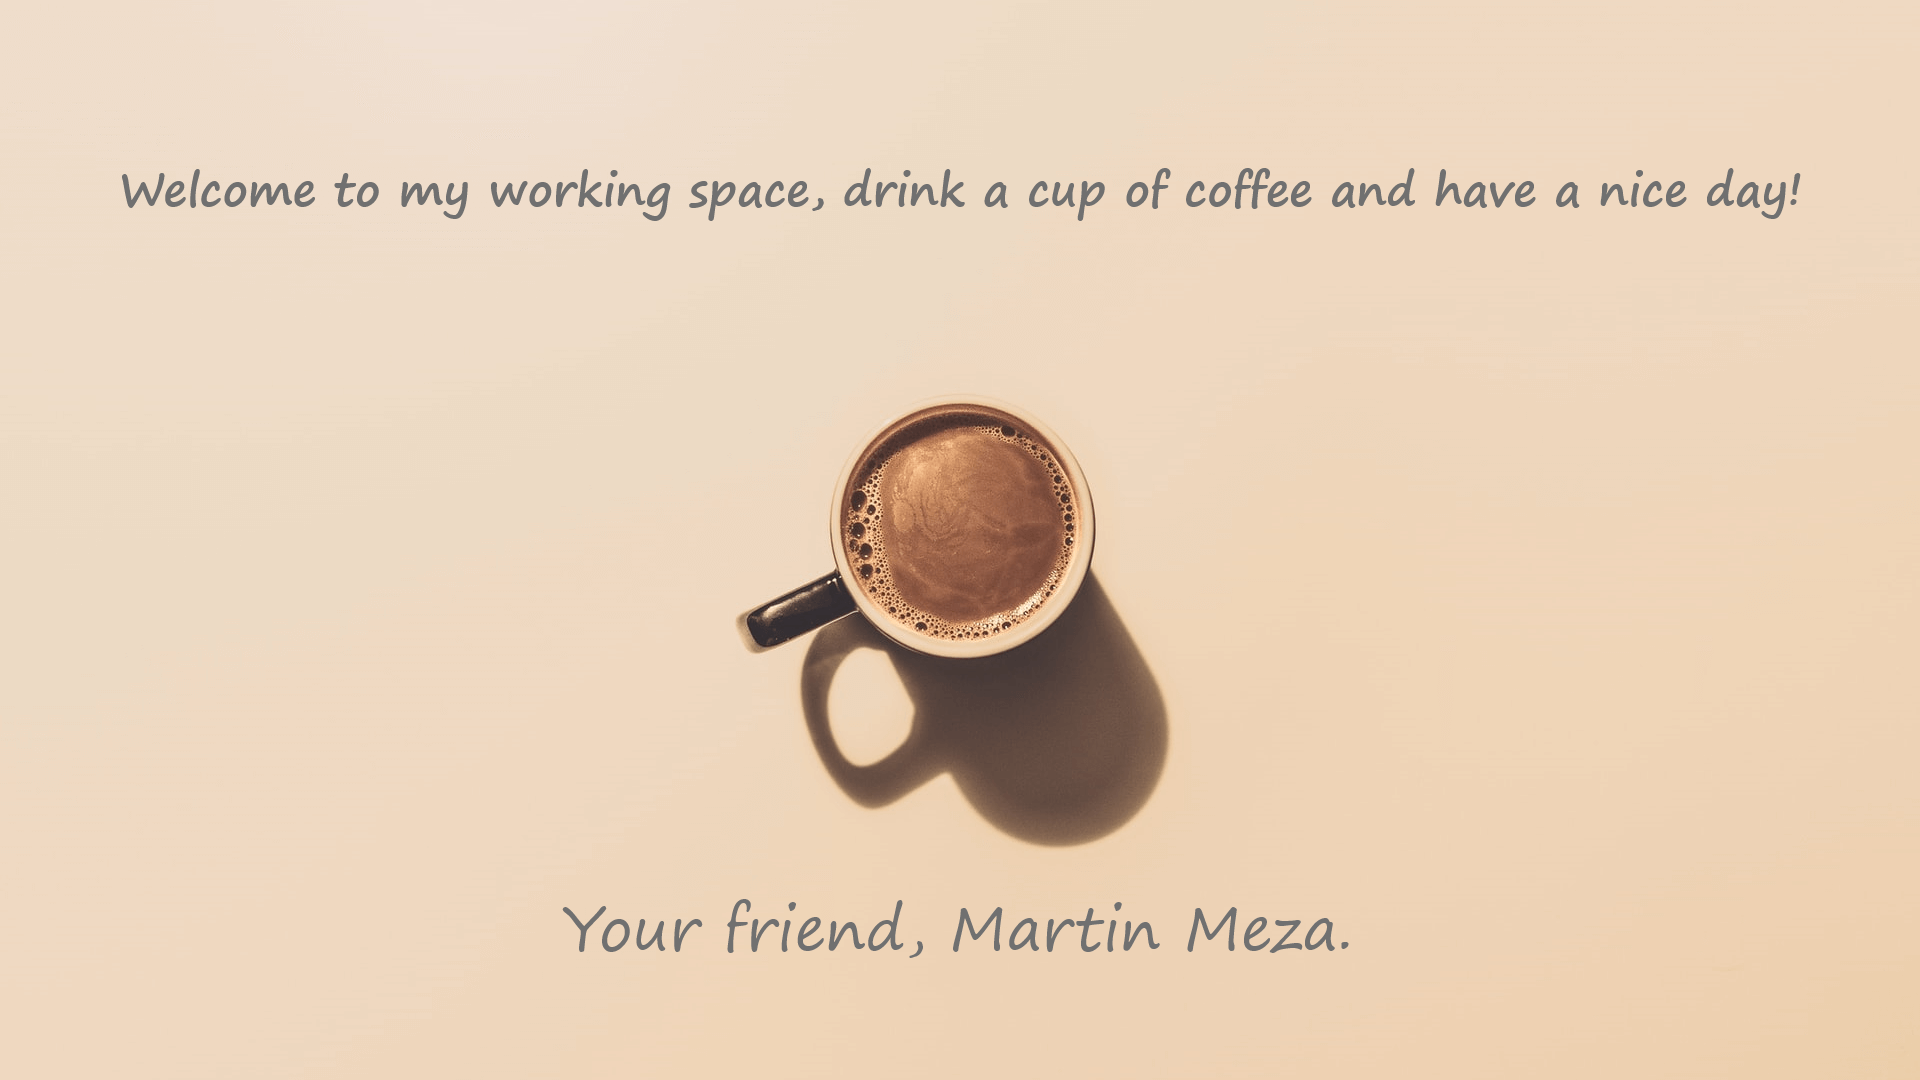 Welcome to my working space, drink a cup of coffee and have a nice day!
Your friend, Martin Meza.